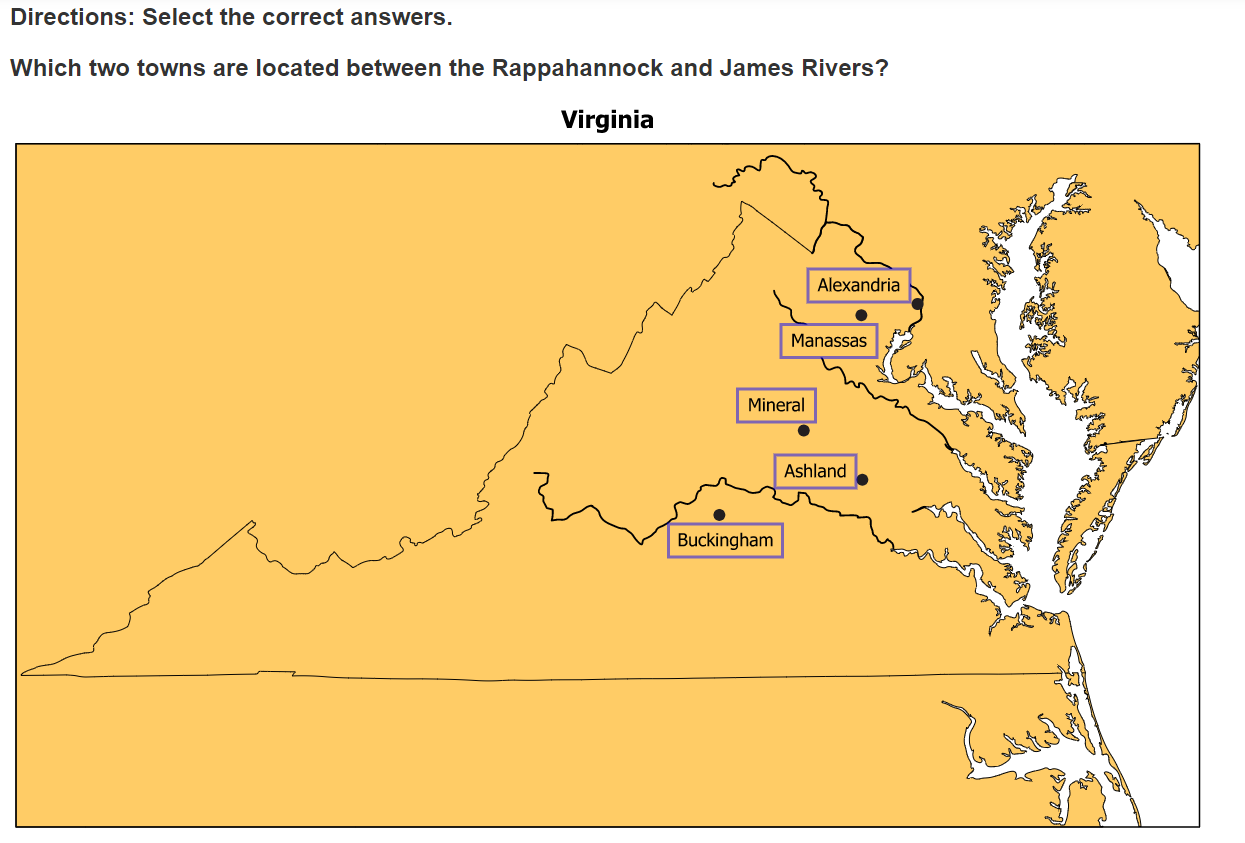 Directions: Select the correct answers.
Which two towns are located between the Rappahannock and James Rivers?
Virginia
Alexandria
Manassas
Mineral
Ashland
Buckingham